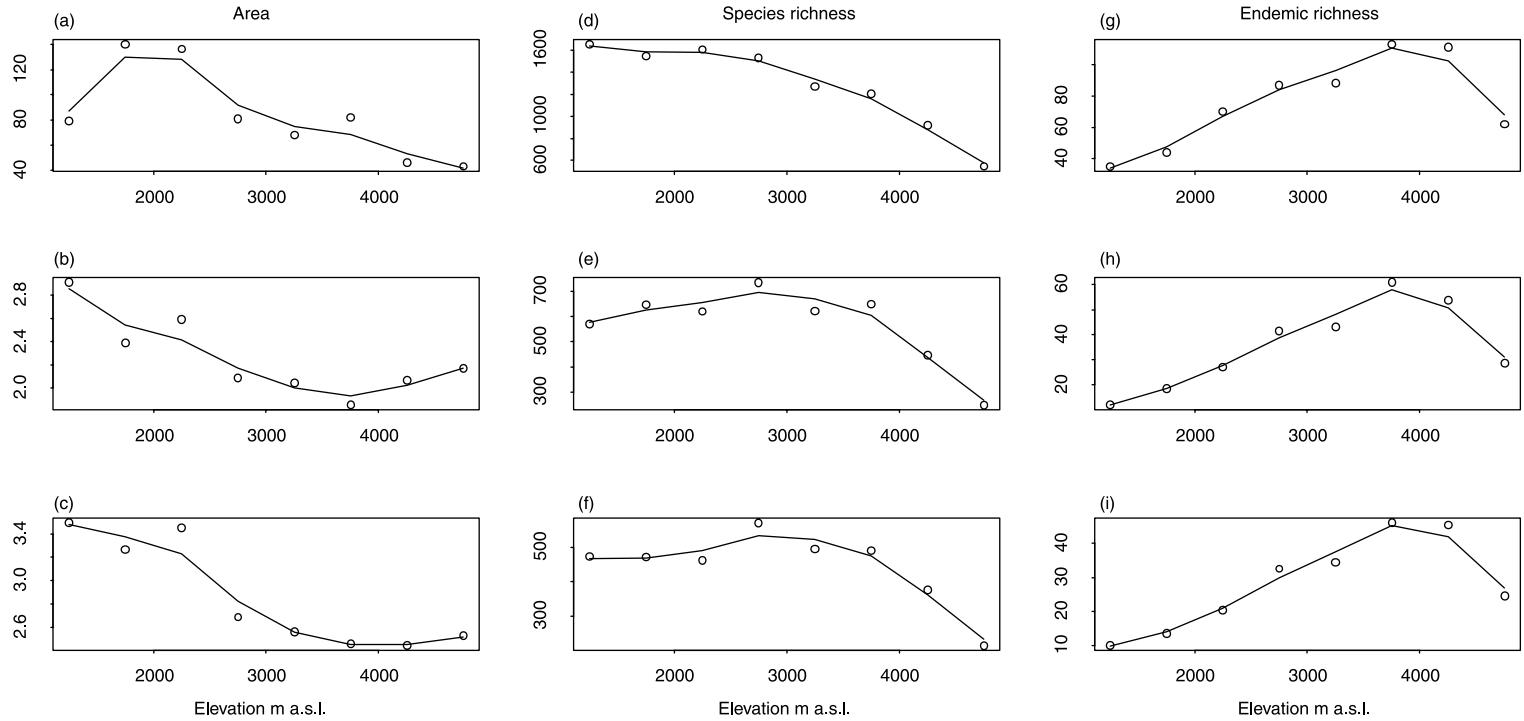 Area
Species richness
Endemic richness
(a)
(d)
(g)
120
80
40
1600
1000
600
80
60
40
2000 3000 4000
2000 3000 4000
2000 3000 4000
(b)
(e)
(h)
2.8
2.4
2.0
700
500
300
60
40
20
2000 3000 4000
2000 3000 4000
2000 3000 4000
(c)
(f)
(i)
3.4
3.0
2.6
500
300
40
30
20
10
2000 3000 4000
2000 3000 4000
2000 3000 4000
Elevation m a.s.l.
Elevation m a.s.l.
Elevation m a.s.l.